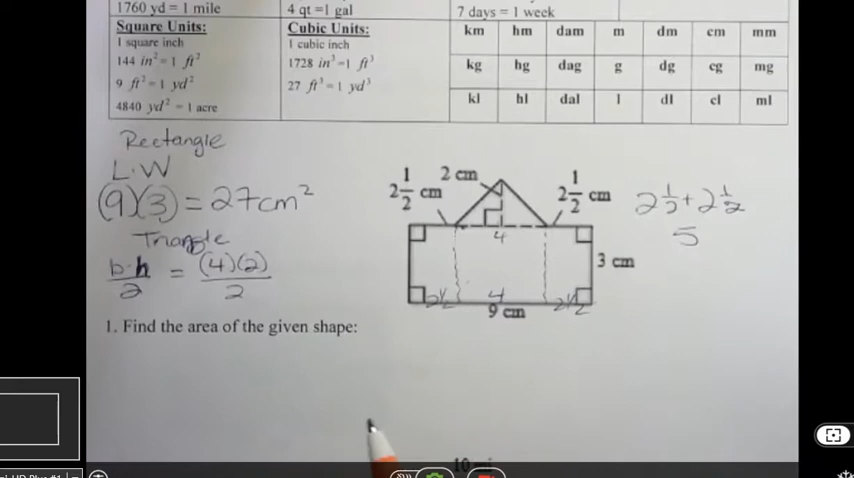 1760 yd = 1 mile
4 qt =1 gal
7 days = 1 week
Square Units:
1 square inch
144 in² = 1 ft²
9 ft² = 1 yd²
4840 yd² = 1 acre
Cubic Units:
1 cubic inch
1728 in³ =1 ft³
27 ft³ = 1 yd³
km hm dam m dm cm mm
kg hg dag g dg cg mg
kl hl dal l dl cl ml
Rectangle
L.W
(9)(3) = 27cm²
Triangle
b·h/2 = (4)(2)/2
2 1/2 cm
2 cm
2 1/2 cm
4
3 cm
2½ 4 2½
9 cm
2 ½ + 2 ½
5
1. Find the area of the given shape: